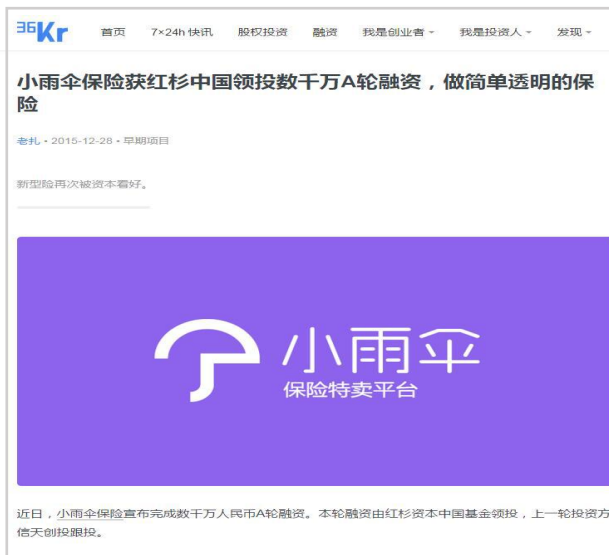 36Kr 首页 7×24h 快讯 股权投资 融资 我是创业者 我是投资人 发现
小雨伞保险获红杉中国领投数千万A轮融资，做简单透明的保
险
老扎・2015-12-28・早期项目
新型险再次被资本看好。
小雨伞
保险特卖平台
近日，小雨伞保险宣布完成数千万人民币A轮融资。本轮融资由红杉资本中国基金领投，上一轮投资方
信天创投跟投。